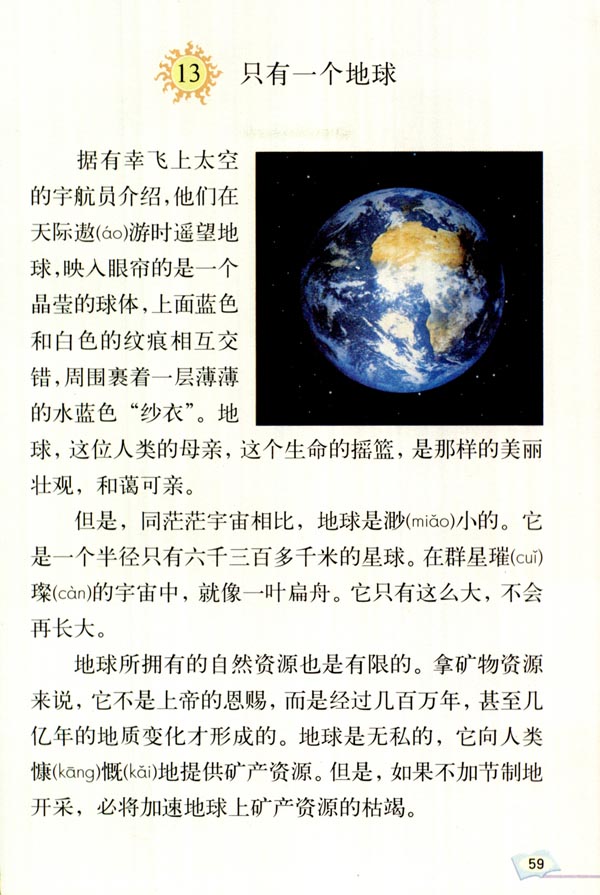 13 只有一个地球
据有幸飞上太空
的宇航员介绍，他们在
天际遨(áo)游时遥望地
球，映入眼帘的是一个
晶莹的球体，上面蓝色
和白色的纹痕相互交
错，周围裹着一层薄薄
的水蓝色“纱衣”。地
球，这位人类的母亲，这个生命的摇篮，是那样的美丽
壮观，和蔼可亲。
但是，同茫茫宇宙相比，地球是渺(miǎo)小的。它
是一个半径只有六千三百多千米的星球。在群星璀(cuǐ)
璨(càn)的宇宙中，就像一叶扁舟。它只有这么大，不会
再长大。
地球所拥有的自然资源也是有限的。拿矿物资源
来说，它不是上帝的恩赐，而是经过几百万年，甚至几
亿年的地质变化才形成的。地球是无私的，它向人类
慷(kāng)慨(kǎi)地提供矿产资源。但是，如果不加节制地
开采，必将加速地球上矿产资源的枯竭。
59